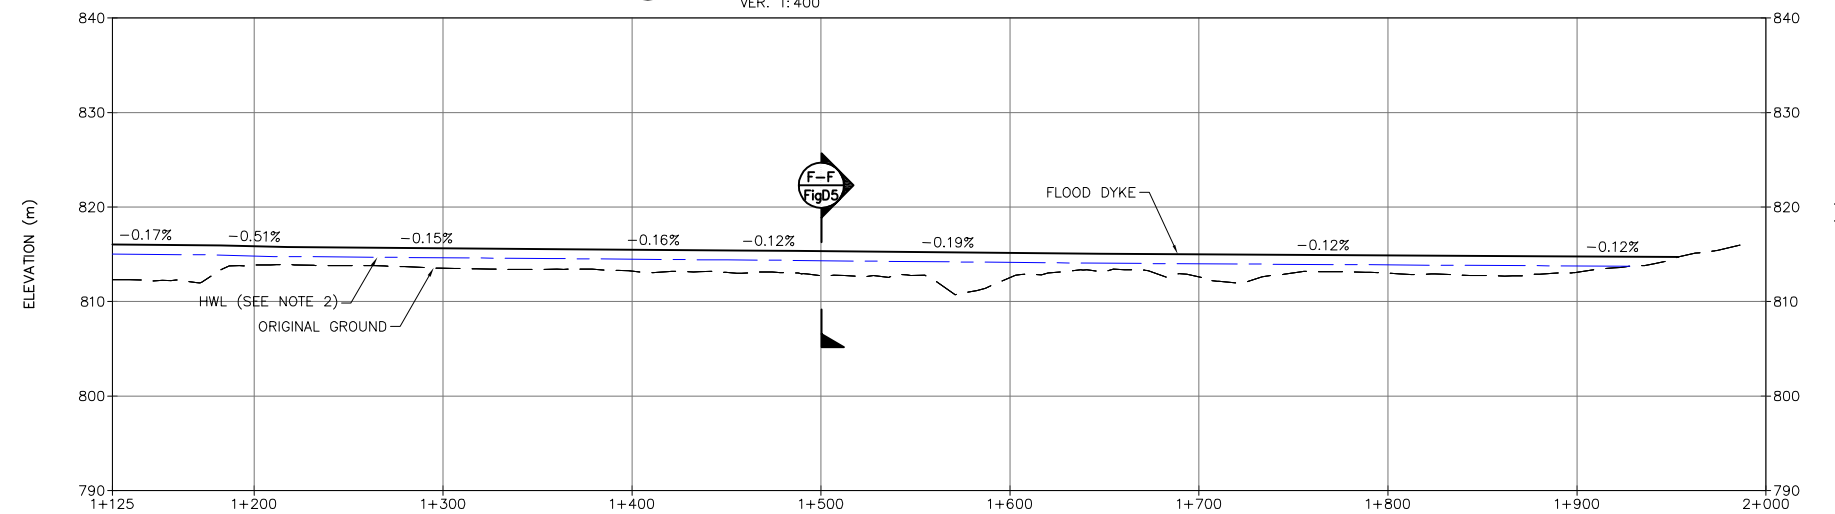 VER. 1:400
840 840
830 830
F-F
FigD5
FLOOD DYKE
820 820
-0.17% -0.51% -0.15% -0.16% -0.12% -0.19% -0.12% -0.12%
ELEVATION (m)
HWL (SEE NOTE 2)
810 810
ORIGINAL GROUND
800 800
790 790
1+125 1+200 1+300 1+400 1+500 1+600 1+700 1+800 1+900 2+000